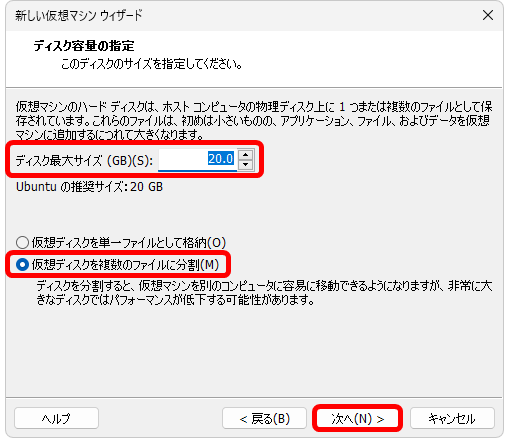 新しい仮想マシン ウィザード
ディスク容量の指定
このディスクのサイズを指定してください。
仮想マシンのハード ディスクは、ホスト コンピュータの物理ディスク上に 1 つまたは複数のファイルとして保
存されています。これらのファイルは、初めは小さいものの、アプリケーション、ファイル、およびデータを仮想
マシンに追加するにつれて大きくなります。
ディスク最大サイズ (GB)(S): 20.0
Ubuntu の推奨サイズ: 20 GB
仮想ディスクを単一ファイルとして格納(O)
仮想ディスクを複数のファイルに分割(M)
ディスクを分割すると、仮想マシンを別のコンピュータに容易に移動できるようになりますが、非常に大
きなディスクではパフォーマンスが低下する可能性があります。
ヘルプ < 戻る(B) 次へ(N) > キャンセル